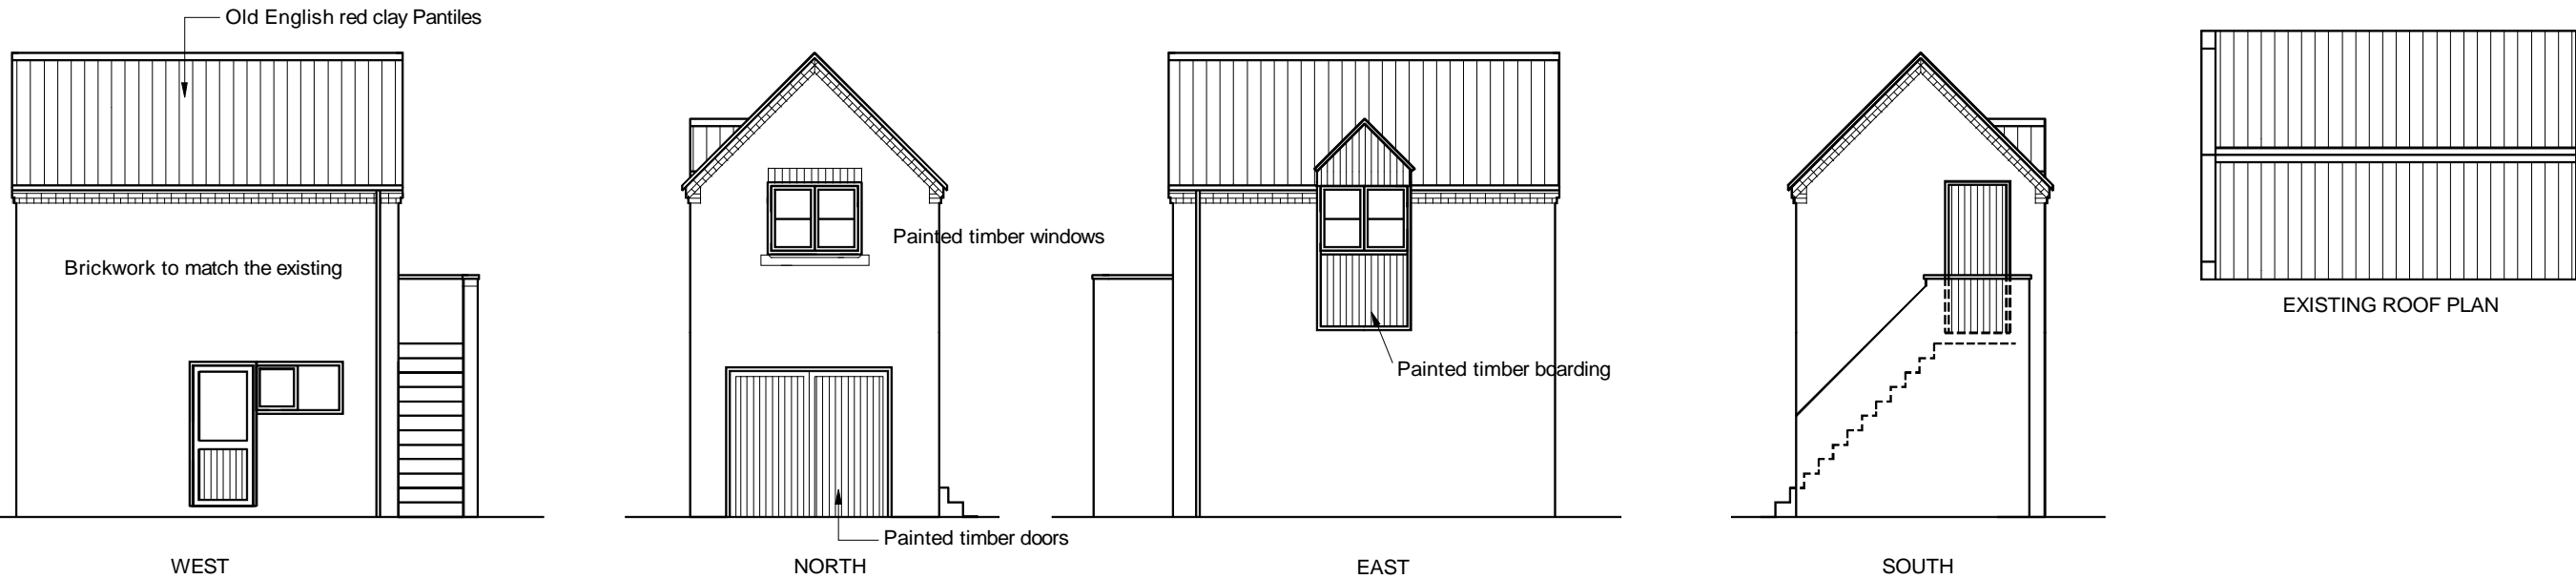 Old English red clay Pantiles
Brickwork to match the existing
WEST
Painted timber windows
Painted timber doors
NORTH
Painted timber boarding
EAST
SOUTH
EXISTING ROOF PLAN